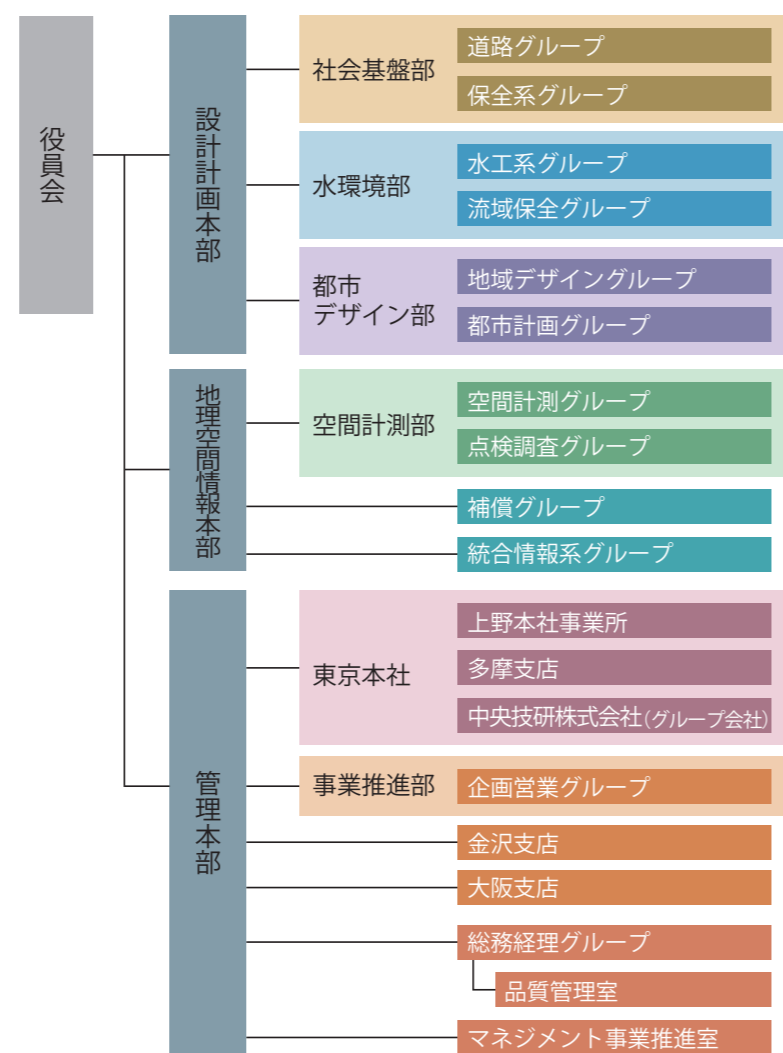 役員会
設計計画本部
社会基盤部
道路グループ
保全系グループ
水環境部
水工系グループ
流域保全グループ
都市
デザイン部
地域デザイングループ
都市計画グループ
地理空間情報本部
空間計測部
空間計測グループ
点検調査グループ
補償グループ
統合情報系グループ
管理本部
東京本社
上野本社事業所
多摩支店
中央技研株式会社(グループ会社)
事業推進部
企画営業グループ
金沢支店
大阪支店
総務経理グループ
品質管理室
マネジメント事業推進室